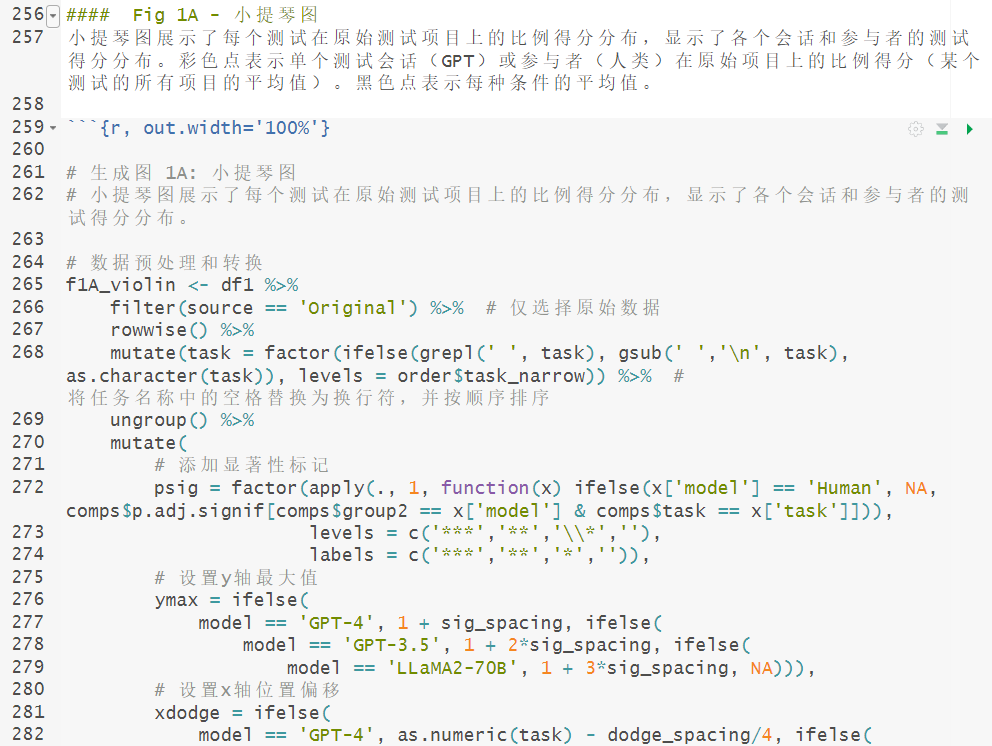 256 ####  Fig 1A - 小提琴图
257 小提琴图展示了每个测试在原始测试项目上的比例得分分布，显示了各个会话和参与者的测试
得分分布。彩色点表示单个测试会话（GPT）或参与者（人类）在原始项目上的比例得分（某个
测试的所有项目的平均值）。黑色点表示每种条件的平均值。
258
259 ```{r, out.width='100%'}
260
261 # 生成图 1A: 小提琴图
262 # 小提琴图展示了每个测试在原始测试项目上的比例得分分布，显示了各个会话和参与者的测
试得分分布。
263
264 # 数据预处理和转换
265 f1A_violin <- df1 %>%
266     filter(source == 'Original') %>%  # 仅选择原始数据
267     rowwise() %>%
268     mutate(task = factor(ifelse(grepl(' ', task), gsub(' ','\n', task),
as.character(task)), levels = order$task_narrow)) %>%  #
将任务名称中的空格替换为换行符，并按顺序排序
269     ungroup() %>%
270     mutate(
271         # 添加显著性标记
272         psig = factor(apply(., 1, function(x) ifelse(x['model'] == 'Human', NA,
comps$p.adj.signif[comps$group2 == x['model'] & comps$task == x['task']])),
273                       levels = c('***','**','\\*',''),
274                       labels = c('***','**','*','')),
275         # 设置y轴最大值
276         ymax = ifelse(
277             model == 'GPT-4', 1 + sig_spacing, ifelse(
278                 model == 'GPT-3.5', 1 + 2*sig_spacing, ifelse(
279                     model == 'LLaMA2-70B', 1 + 3*sig_spacing, NA))),
280         # 设置x轴位置偏移
281         xdodge = ifelse(
282             model == 'GPT-4', as.numeric(task) - dodge_spacing/4, ifelse(